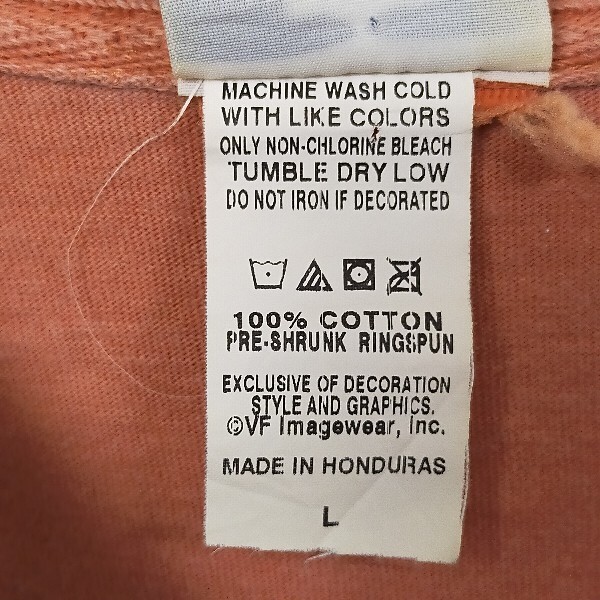 MACHINE WASH COLD
WITH LIKE COLORS
ONLY NON-CHLORINE BLEACH
TUMBLE DRY LOW
DO NOT IRON IF DECORATED
100% COTTON
PRE-SHRUNK RINGSPUN
EXCLUSIVE OF DECORATION
STYLE AND GRAPHICS.
©VF Imagewear, Inc.
MADE IN HONDURAS
L